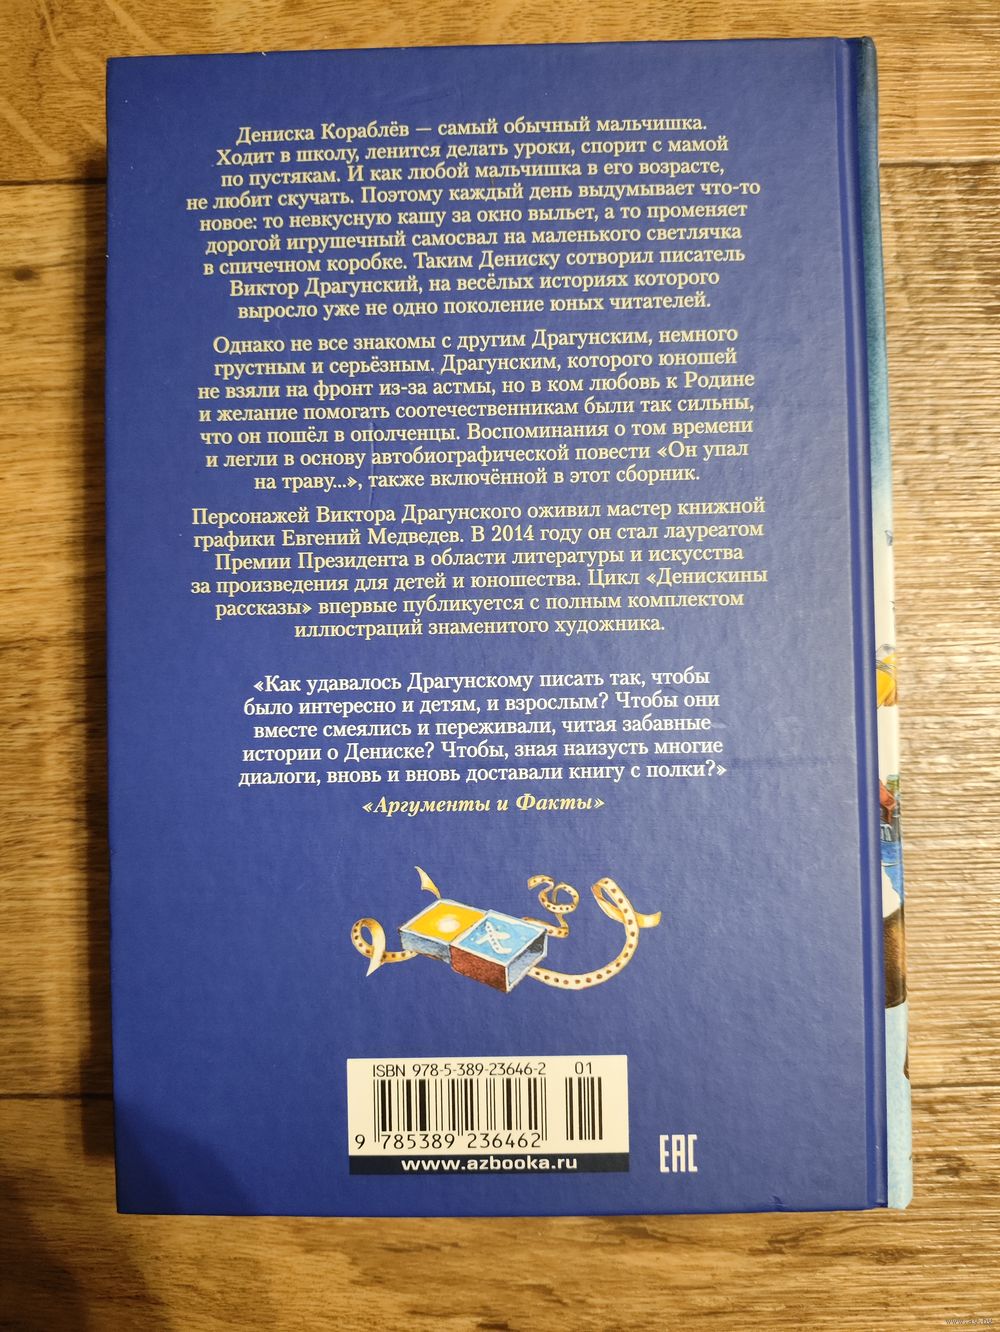 Дениска Кораблёв — самый обычный мальчишка.
Ходит в школу, ленится делать уроки, спорит с мамой
по пустякам. И как любой мальчишка в его возрасте,
не любит скучать. Поэтому каждый день выдумывает что-то
новое: то невкусную кашу за окно выльет, а то променяет
дорогой игрушечный самосвал на маленького светлячка
в спичечном коробке. Таким Дениску сотворил писатель
Виктор Драгунский, на весёлых историях которого
выросло уже не одно поколение юных читателей.
Однако не все знакомы с другим Драгунским, немного
грустным и серьёзным. Драгунским, которого юношей
не взяли на фронт из-за астмы, но в ком любовь к Родине
и желание помогать соотечественникам были так сильны,
что он пошёл в ополченцы. Воспоминания о том времени
и легли в основу автобиографической повести «Он упал
на траву...», также включённой в этот сборник.
Персонажей Виктора Драгунского оживил мастер книжной
графики Евгений Медведев. В 2014 году он стал лауреатом
Премии Президента в области литературы и искусства
за произведения для детей и юношества. Цикл «Денискины
рассказы» впервые публикуется с полным комплектом
иллюстраций знаменитого художника.
«Как удавалось Драгунскому писать так, чтобы
было интересно и детям, и взрослым? Чтобы они
вместе смеялись и переживали, читая забавные
истории о Дениске? Чтобы, зная наизусть многие
диалоги, вновь и вновь доставали книгу с полки?»
«Аргументы и Факты»
ISBN 978-5-389-23646-2 01
9 785389 236462
www.azbooka.ru
EAC